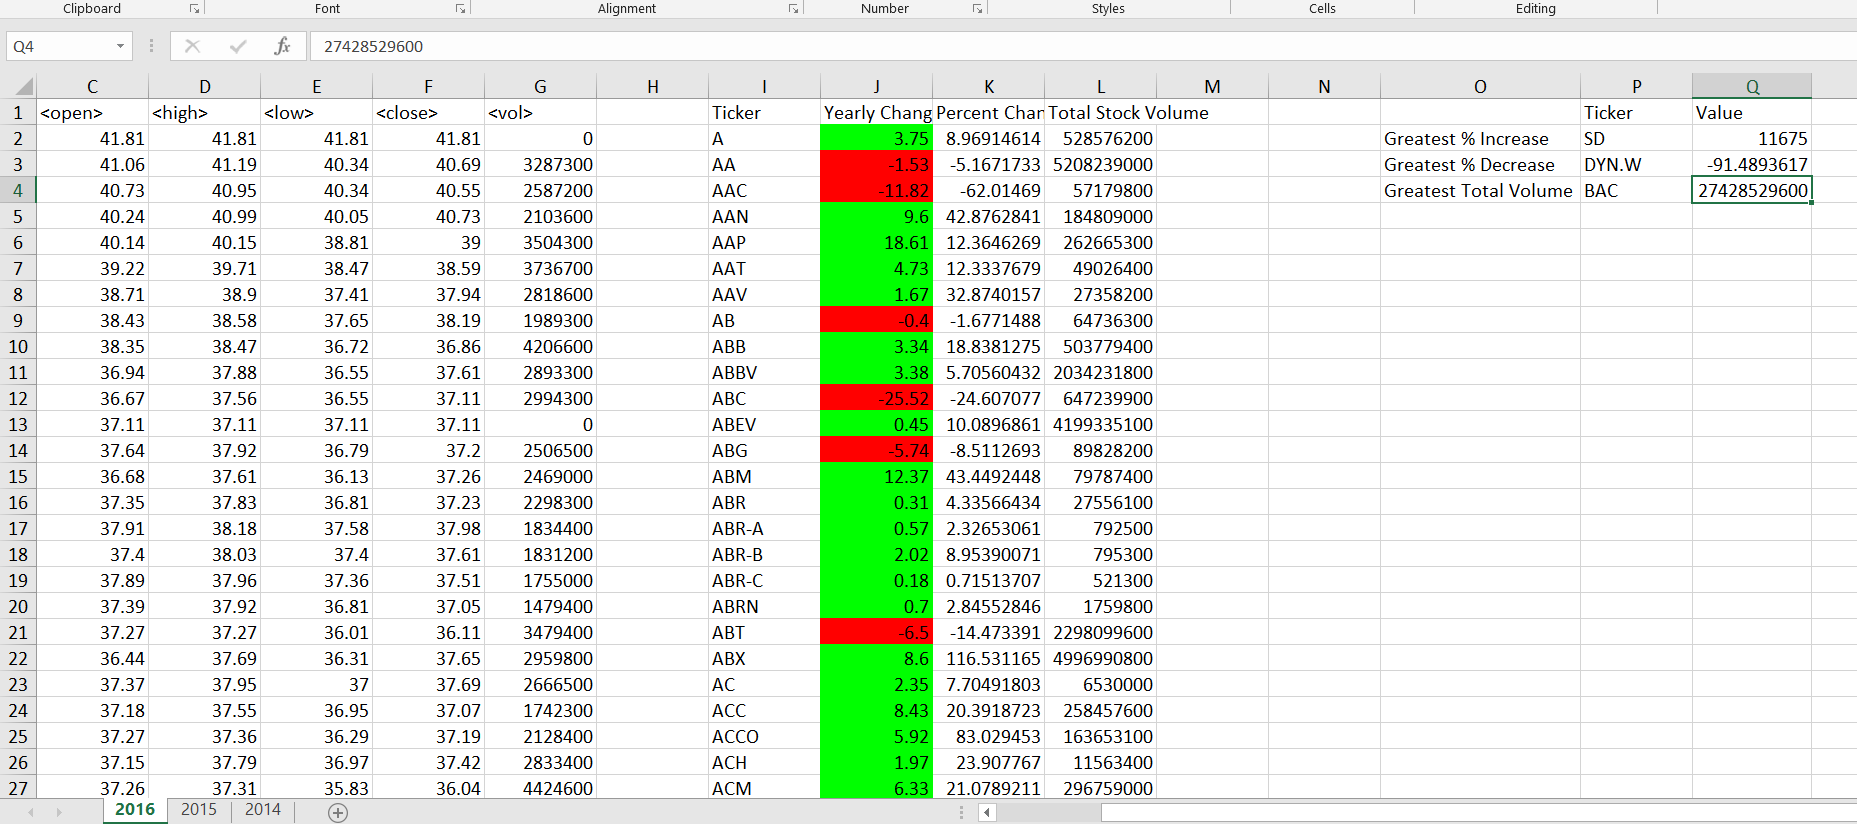 Clipboard Font Alignment Number Styles Cells Editing
Q4 fx 27428529600
C D E F G H I J K L M N O P Q
1 <open> <high> <low> <close> <vol> Ticker Yearly Chang Percent Chan Total Stock Volume Ticker Value
2 41.81 41.81 41.81 41.81 0 A 3.75 8.96914614 528576200 Greatest % Increase SD 11675
3 41.06 41.19 40.34 40.69 3287300 AA -1.53 -5.1671733 5208239000 Greatest % Decrease DYN.W -91.4893617
4 40.73 40.95 40.34 40.55 2587200 AAC -11.82 -62.01469 57179800 Greatest Total Volume BAC 27428529600
5 40.24 40.99 40.05 40.73 2103600 AAN 9.6 42.8762841 184809000
6 40.14 40.15 38.81 39 3504300 AAP 18.61 12.3646269 262665300
7 39.22 39.71 38.47 38.59 3736700 AAT 4.73 12.3337679 49026400
8 38.71 38.9 37.41 37.94 2818600 AAV 1.67 32.8740157 27358200
9 38.43 38.58 37.65 38.19 1989300 AB -0.4 -1.6771488 64736300
10 38.35 38.47 36.72 36.86 4206600 ABB 3.34 18.8381275 503779400
11 36.94 37.88 36.55 37.61 2893300 ABBV 3.38 5.70560432 2034231800
12 36.67 37.56 36.55 37.11 2994300 ABC -25.52 -24.607077 647239900
13 37.11 37.11 37.11 37.11 0 ABEV 0.45 10.0896861 4199335100
14 37.64 37.92 36.79 37.2 2506500 ABG -5.74 -8.5112693 89828200
15 36.68 37.61 36.13 37.26 2469000 ABM 12.37 43.4492448 79787400
16 37.35 37.83 36.81 37.23 2298300 ABR 0.31 4.33566434 27556100
17 37.91 38.18 37.58 37.98 1834400 ABR-A 0.57 2.32653061 792500
18 37.4 38.03 37.4 37.61 1831200 ABR-B 2.02 8.95390071 795300
19 37.89 37.96 37.36 37.51 1755000 ABR-C 0.18 0.71513707 521300
20 37.39 37.92 36.81 37.05 1479400 ABRN 0.7 2.84552846 1759800
21 37.27 37.27 36.01 36.11 3479400 ABT -6.5 -14.473391 2298099600
22 36.44 37.69 36.31 37.65 2959800 ABX 8.6 116.531165 4996990800
23 37.37 37.95 37 37.69 2666500 AC 2.35 7.70491803 6530000
24 37.18 37.55 36.95 37.07 1742300 ACC 8.43 20.3918723 258457600
25 37.27 37.36 36.29 37.19 2128400 ACCO 5.92 83.029453 163653100
26 37.15 37.79 36.97 37.42 2833400 ACH 1.97 23.907767 11563400
27 37.26 37.31 35.83 36.04 4424600 ACM 6.33 21.0789211 296759000
2016 2015 2014